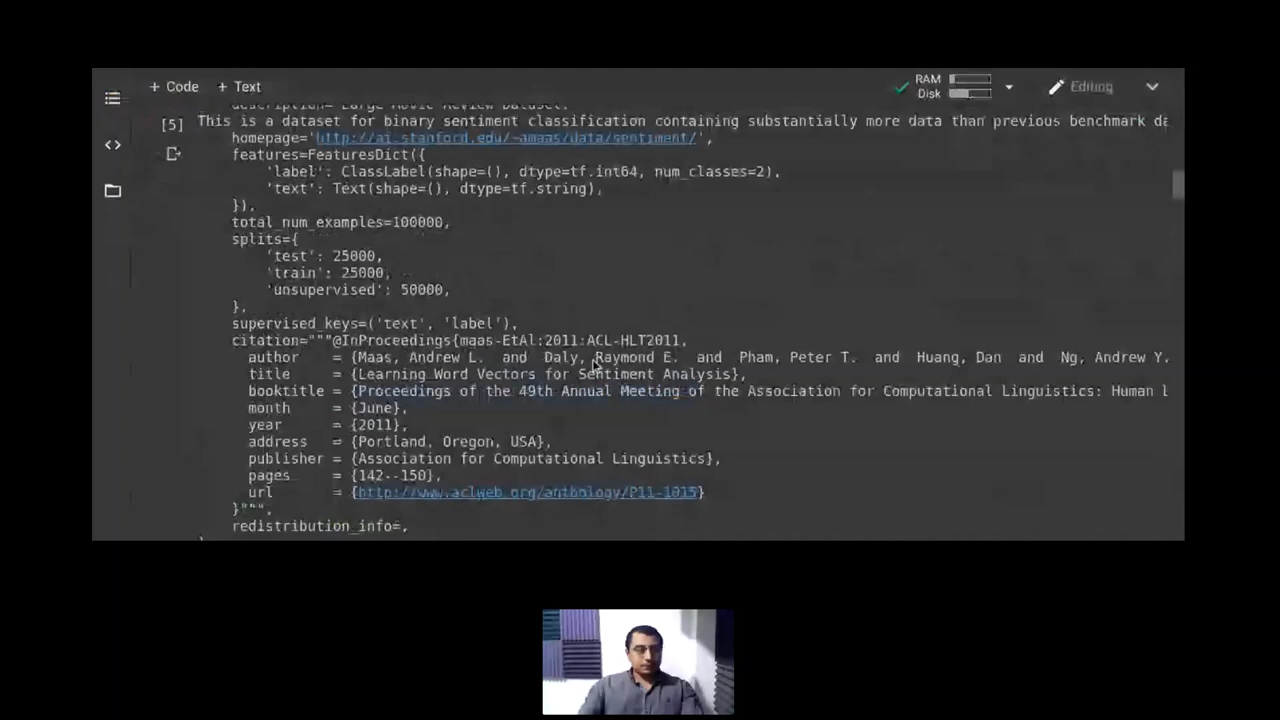 + Code + Text
RAM
Disk
Editing
description='Large Movie Review Dataset.
[5] This is a dataset for binary sentiment classification containing substantially more data than previous benchmark da
homepage='http://ai.stanford.edu/~amaas/data/sentiment/',
features=FeaturesDict({
'label': ClassLabel(shape=(), dtype=tf.int64, num_classes=2),
'text': Text(shape=(), dtype=tf.string),
}),
total_num_examples=100000,
splits={
'test': 25000,
'train': 25000,
'unsupervised': 50000,
},
supervised_keys=('text', 'label'),
citation="""@InProceedings{maas-EtAl:2011:ACL-HLT2011,
author = {Maas, Andrew L. and Daly, Raymond E. and Pham, Peter T. and Huang, Dan and Ng, Andrew Y.
title = {Learning Word Vectors for Sentiment Analysis},
booktitle = {Proceedings of the 49th Annual Meeting of the Association for Computational Linguistics: Human L
month = {June},
year = {2011},
address = {Portland, Oregon, USA},
publisher = {Association for Computational Linguistics},
pages = {142--150},
url = {http://www.aclweb.org/anthology/P11-1015}
}""",
redistribution_info=,